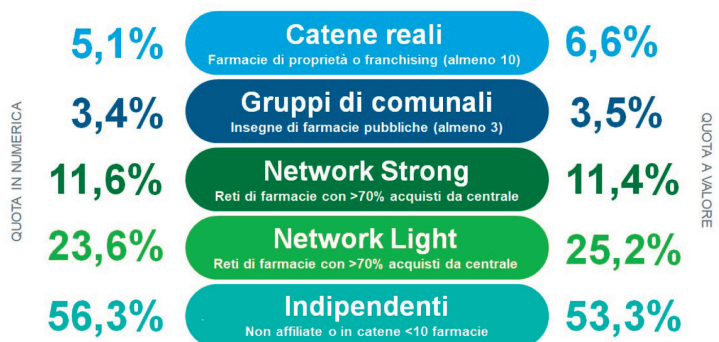 QUOTA IN NUMERICA
QUOTA A VALORE
5,1%
Catene reali
Farmacie di proprietà o franchising (almeno 10)
6,6%
3,4%
Gruppi di comunali
Insegne di farmacie pubbliche (almeno 3)
3,5%
11,6%
Network Strong
Reti di farmacie con >70% acquisti da centrale
11,4%
23,6%
Network Light
Reti di farmacie con >70% acquisti da centrale
25,2%
56,3%
Indipendenti
Non affiliate o in catene <10 farmacie
53,3%